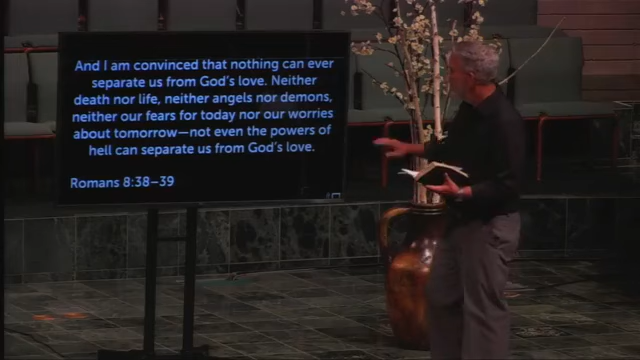 And I am convinced that nothing can ever
separate us from God's love. Neither
death nor life, neither angels nor demons,
neither our fears for today nor our worries
about tomorrow—not even the powers of
hell can separate us from God's love.
Romans 8:38–39